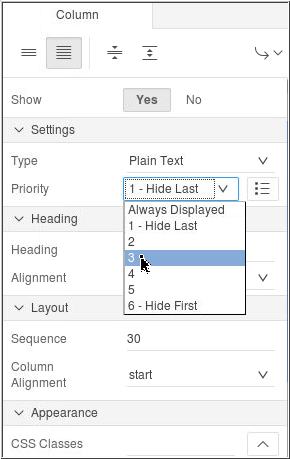 Column
Show Yes No
Settings
Type Plain Text
Priority 1 - Hide Last
Always Displayed
1 - Hide Last
2
3
4
5
6 - Hide First
Heading
Heading
Alignment
Layout
Sequence 30
Column
Alignment start
Appearance
CSS Classes